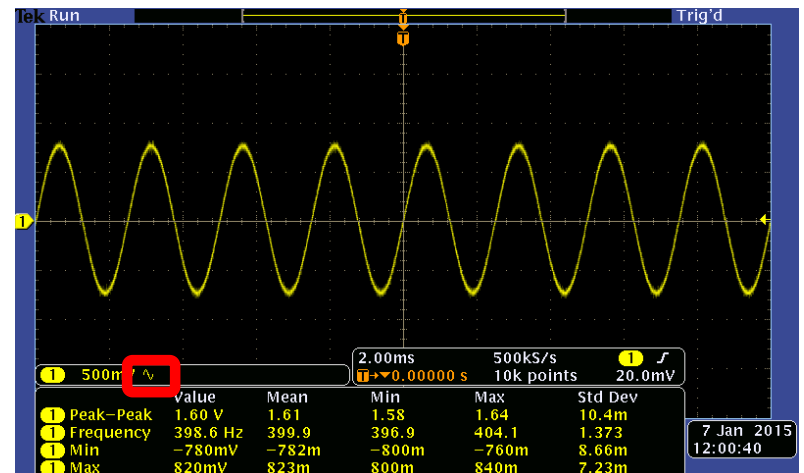 Tek Run Trig'd
T
T
1
1 500m
2.00ms 500kS/s 1
T→▼0.00000 s 10k points 20.0mV
Value Mean Min Max Std Dev
1 Peak-Peak 1.60 V 1.61 1.58 1.64 10.4m
1 Frequency 398.6 Hz 399.9 396.9 404.1 1.373
1 Min -780mV -782m -800m -760m 8.66m
1 Max 820mV 823m 800m 840m 7.23m
7 Jan 2015
12:00:40